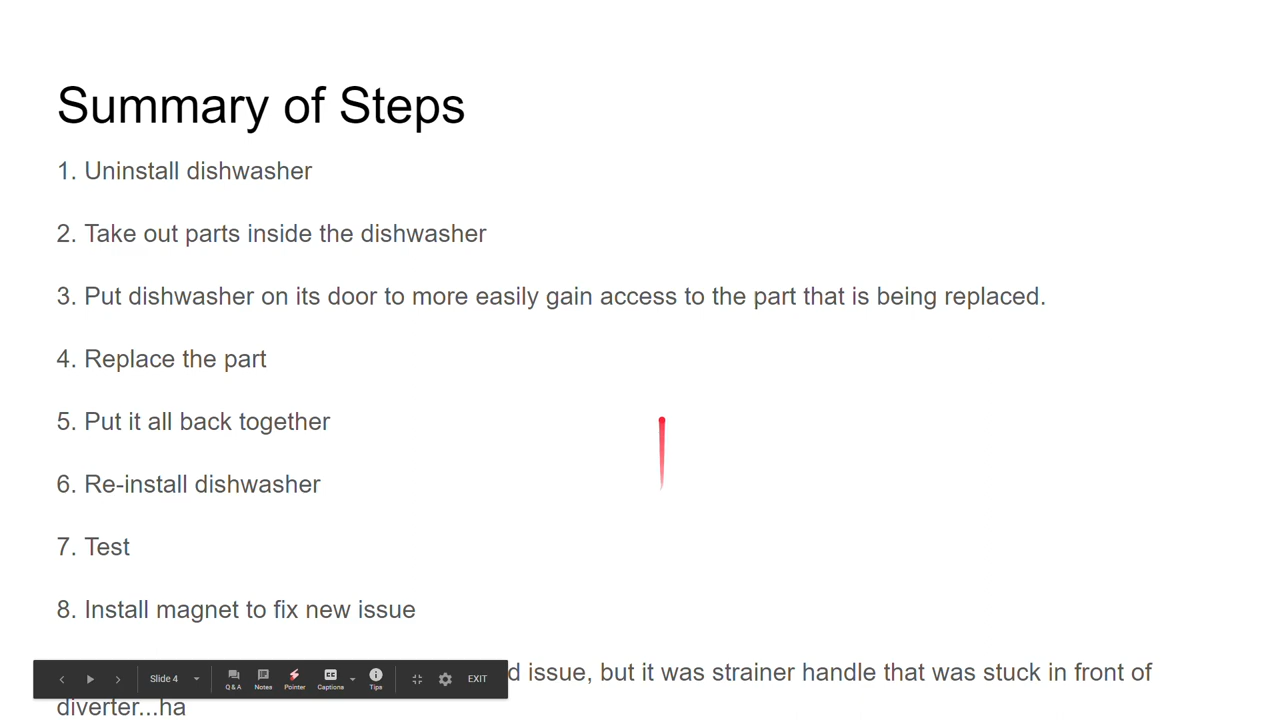 Summary of Steps
1. Uninstall dishwasher
2. Take out parts inside the dishwasher
3. Put dishwasher on its door to more easily gain access to the part that is being replaced.
4. Replace the part
5. Put it all back together
6. Re-install dishwasher
7. Test
8. Install magnet to fix new issue
issue, but it was strainer handle that was stuck in front of
diverter...ha
Slide 4
Q & A Notes Pointer Captions Tips
EXIT